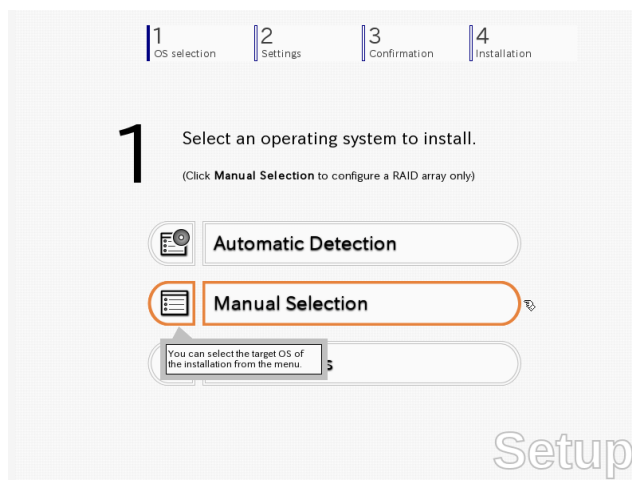 1
OS selection
2
Settings
3
Confirmation
4
Installation
1
Select an operating system to install.
(Click Manual Selection to configure a RAID array only)
Automatic Detection
Manual Selection
You can select the target OS of
the installation from the menu.
Setup